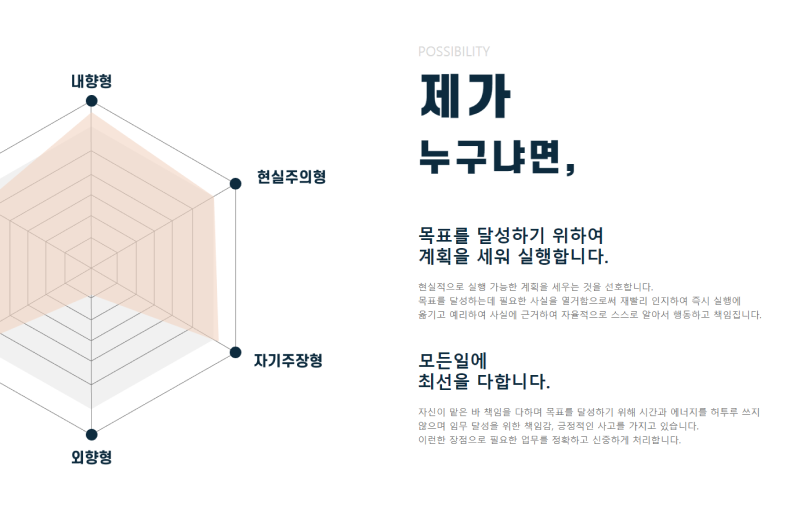 POSSIBILITY
제가
누구냐면,
내향형
현실주의형
자기주장형
외향형
목표를 달성하기 위하여
계획을 세워 실행합니다.
현실적으로 실행 가능한 계획을 세우는 것을 선호합니다.
목표를 달성하는데 필요한 사실을 열거함으로써 재빨리 인지하여 즉시 실행에
옮기고 예리하여 사실에 근거하여 자율적으로 스스로 알아서 행동하고 책임집니다.
모든일에
최선을 다합니다.
자신이 맡은 바 책임을 다하며 목표를 달성하기 위해 시간과 에너지를 허투루 쓰지
않으며 임무 달성을 위한 책임감, 긍정적인 사고를 가지고 있습니다.
이런한 장점으로 필요한 업무를 정확하고 신중하게 처리합니다.